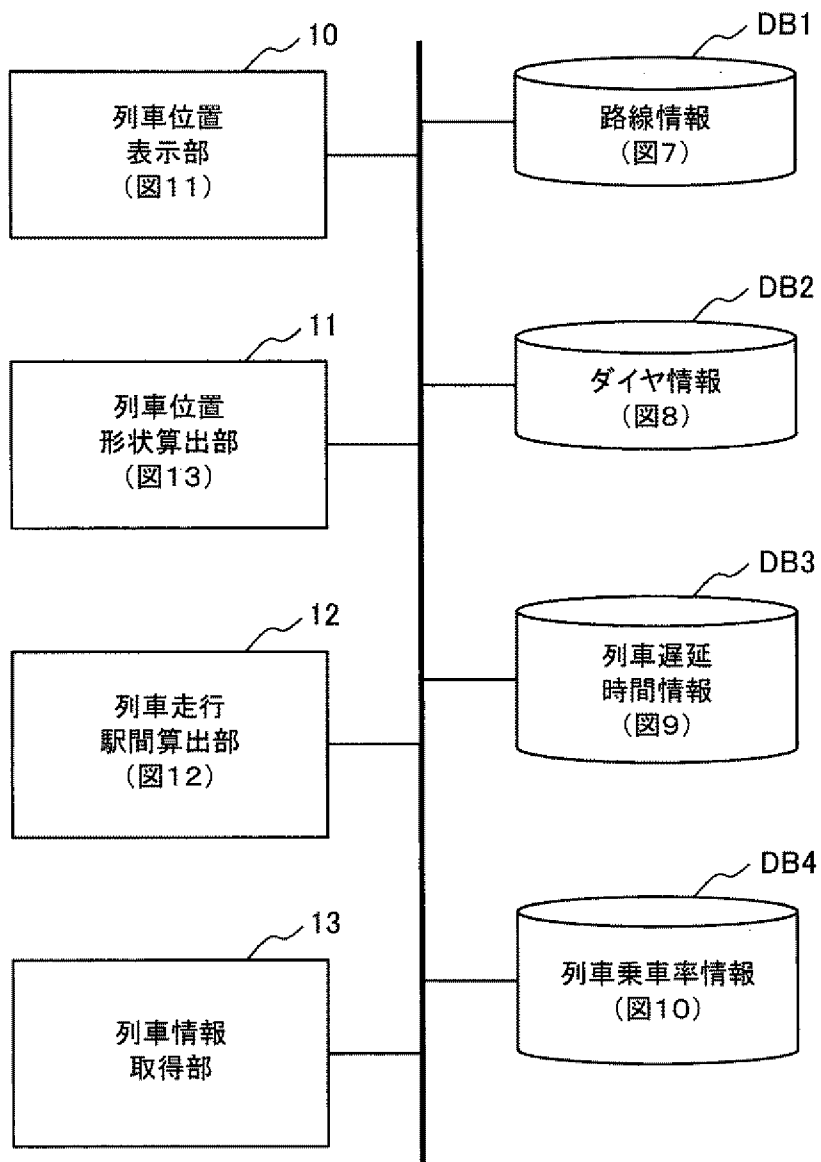 10
列車位置
表示部
(図11)
11
列車位置
形状算出部
(図13)
12
列車走行
駅間算出部
(図12)
13
列車情報
取得部
DB1
路線情報
(図7)
DB2
ダイヤ情報
(図8)
DB3
列車遅延
時間情報
(図9)
DB4
列車乗車率情報
(図10)